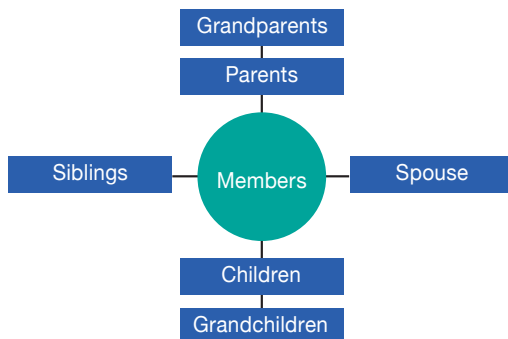 Grandparents
Parents
Siblings
Members
Spouse
Children
Grandchildren